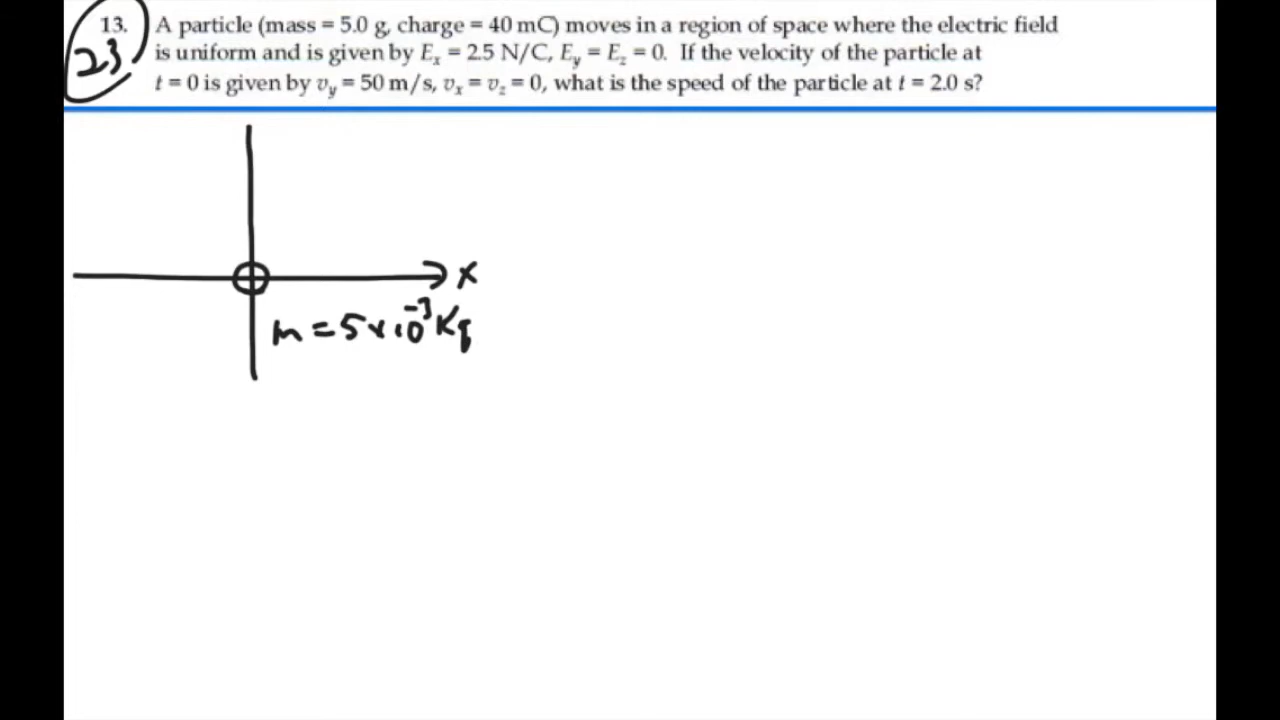 13. A particle (mass = 5.0 g, charge = 40 mC) moves in a region of space where the electric field
23 is uniform and is given by Eₓ = 2.5 N/C, E_y = E_z = 0. If the velocity of the particle at
t = 0 is given by v_y = 50 m/s, vₓ = v_z = 0, what is the speed of the particle at t = 2.0 s?
x
m = 5×10⁻³ Kg